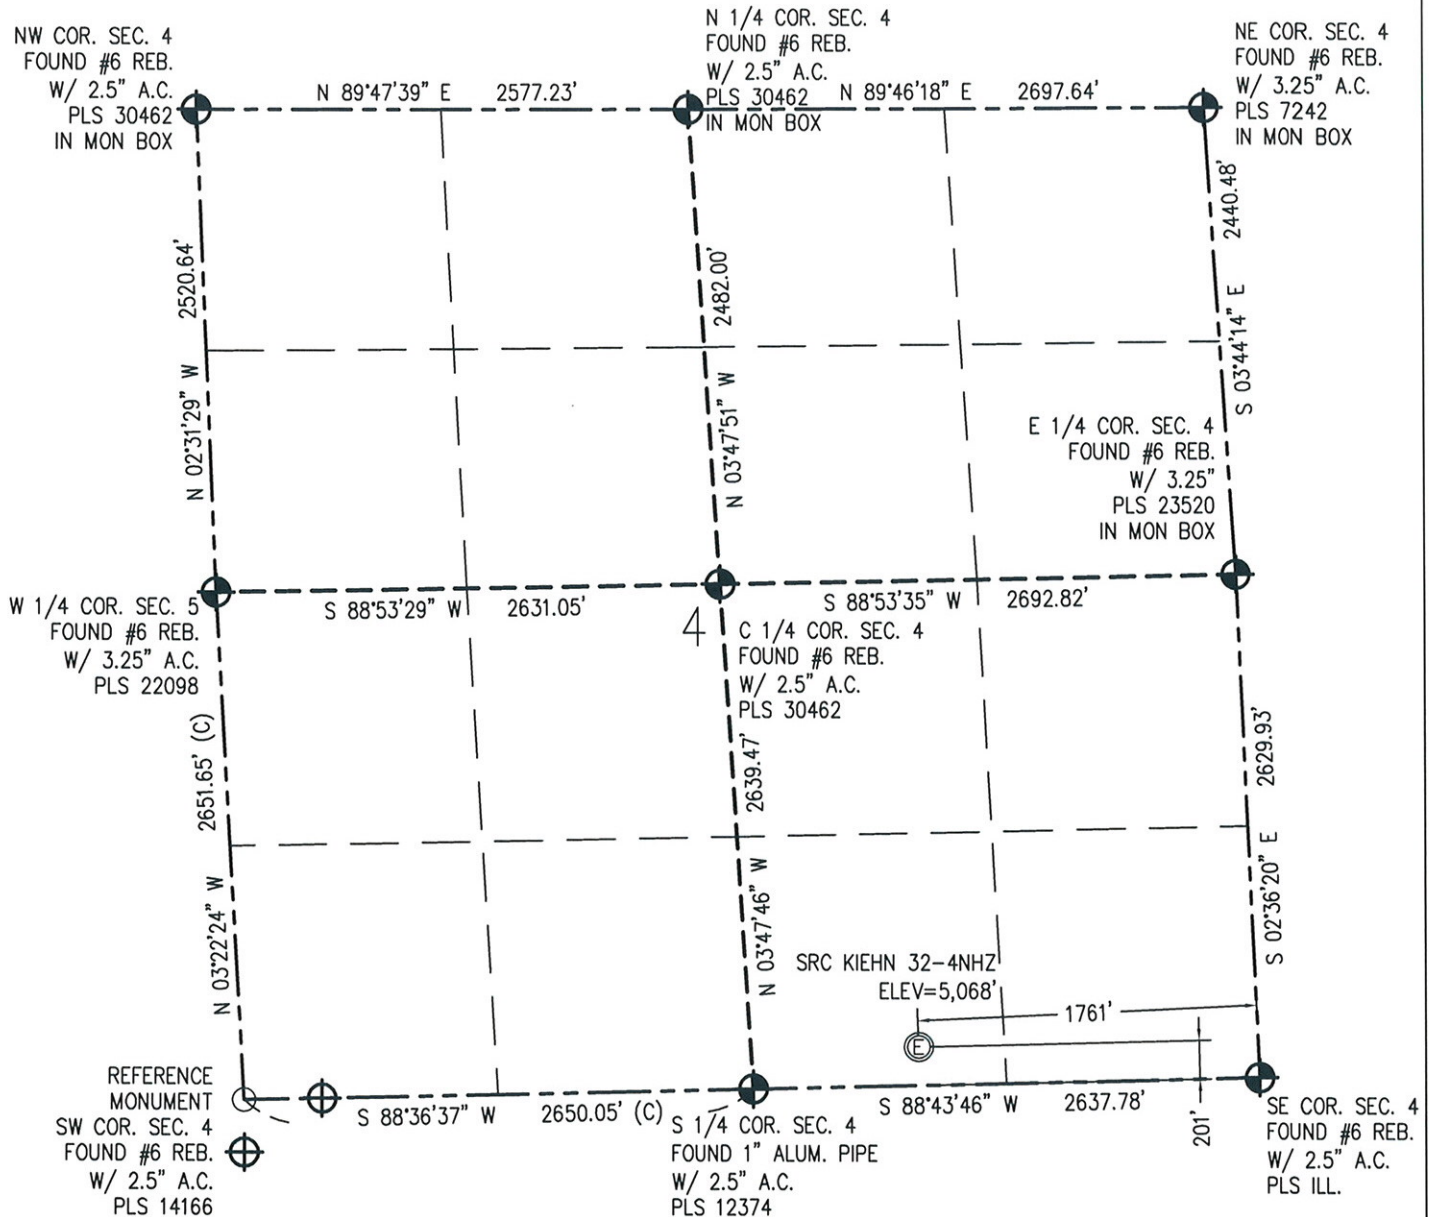 NW COR. SEC. 4
FOUND #6 REB.
W/ 2.5" A.C.
PLS 30462
IN MON BOX
N 89°47'39" E 2577.23'
N 1/4 COR. SEC. 4
FOUND #6 REB.
W/ 2.5" A.C.
PLS 30462
IN MON BOX
N 89°46'18" E 2697.64'
NE COR. SEC. 4
FOUND #6 REB.
W/ 3.25" A.C.
PLS 7242
IN MON BOX
N 02°31'29" W 2520.64'
N 03°47'51" W 2482.00'
S 03°44'14" E 2440.48'
E 1/4 COR. SEC. 4
FOUND #6 REB.
W/ 3.25"
PLS 23520
IN MON BOX
W 1/4 COR. SEC. 5
FOUND #6 REB.
W/ 3.25" A.C.
PLS 22098
S 88°53'29" W 2631.05'
4
C 1/4 COR. SEC. 4
FOUND #6 REB.
W/ 2.5" A.C.
PLS 30462
S 88°53'35" W 2692.82'
N 03°22'24" W 2651.65' (C)
N 03°47'46" W 2639.47'
S 02°36'20" E 2629.93'
SRC KIEHN 32-4NHZ
ELEV=5,068'
E
1761'
201'
REFERENCE
MONUMENT
SW COR. SEC. 4
FOUND #6 REB.
W/ 2.5" A.C.
PLS 14166
S 88°36'37" W 2650.05' (C)
S 1/4 COR. SEC. 4
FOUND 1" ALUM. PIPE
W/ 2.5" A.C.
PLS 12374
S 88°43'46" W 2637.78'
SE COR. SEC. 4
FOUND #6 REB.
W/ 2.5" A.C.
PLS ILL.